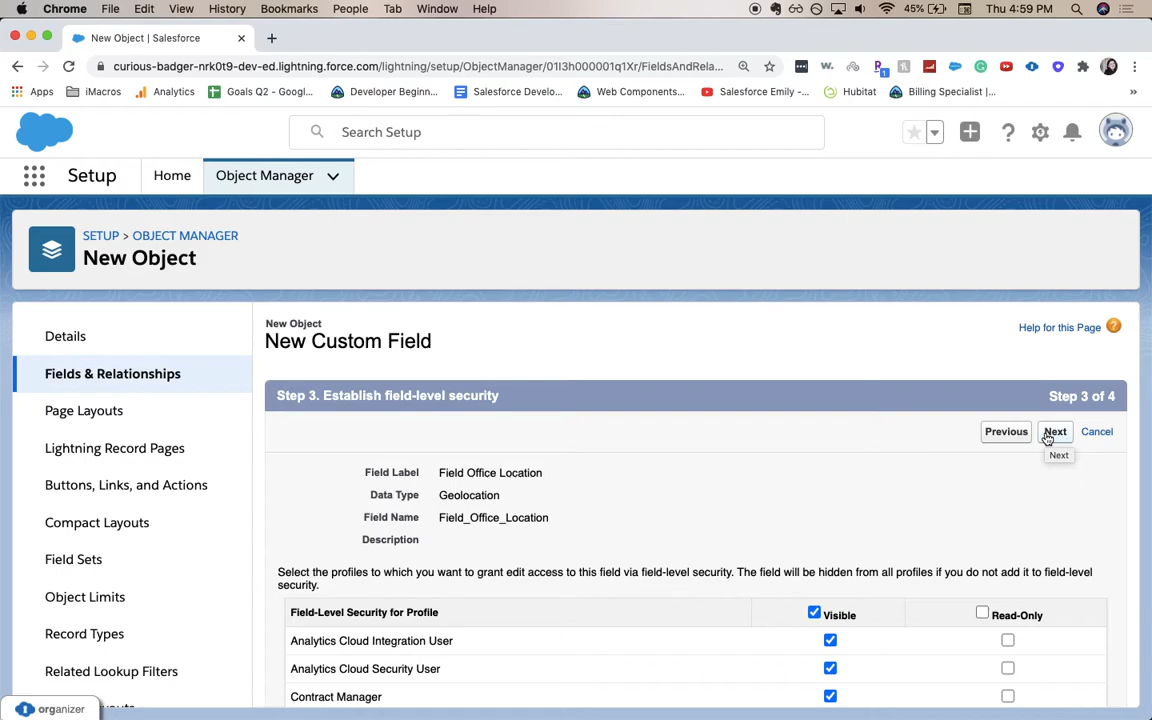 Chrome File Edit View History Bookmarks People Tab Window Help 45% Thu 4:59 PM
New Object | Salesforce
curious-badger-nrk0t9-dev-ed.lightning.force.com/lightning/setup/ObjectManager/01I3h000001q1Xr/FieldsAndRela...
Apps iMacros Analytics Goals Q2 - Googl... Developer Beginn... Salesforce Develo... Web Components... Salesforce Emily -... Hubitat Billing Specialist |... »
Search Setup
Setup Home Object Manager
SETUP > OBJECT MANAGER
New Object
Details
Fields & Relationships
Page Layouts
Lightning Record Pages
Buttons, Links, and Actions
Compact Layouts
Field Sets
Object Limits
Record Types
Related Lookup Filters
organizer
New Object
New Custom Field
Help for this Page ?
Step 3. Establish field-level security Step 3 of 4
Previous Next Cancel
Next
Field Label Field Office Location
Data Type Geolocation
Field Name Field_Office_Location
Description
Select the profiles to which you want to grant edit access to this field via field-level security. The field will be hidden from all profiles if you do not add it to field-level
security.
Field-Level Security for Profile Visible Read-Only
Analytics Cloud Integration User
Analytics Cloud Security User
Contract Manager